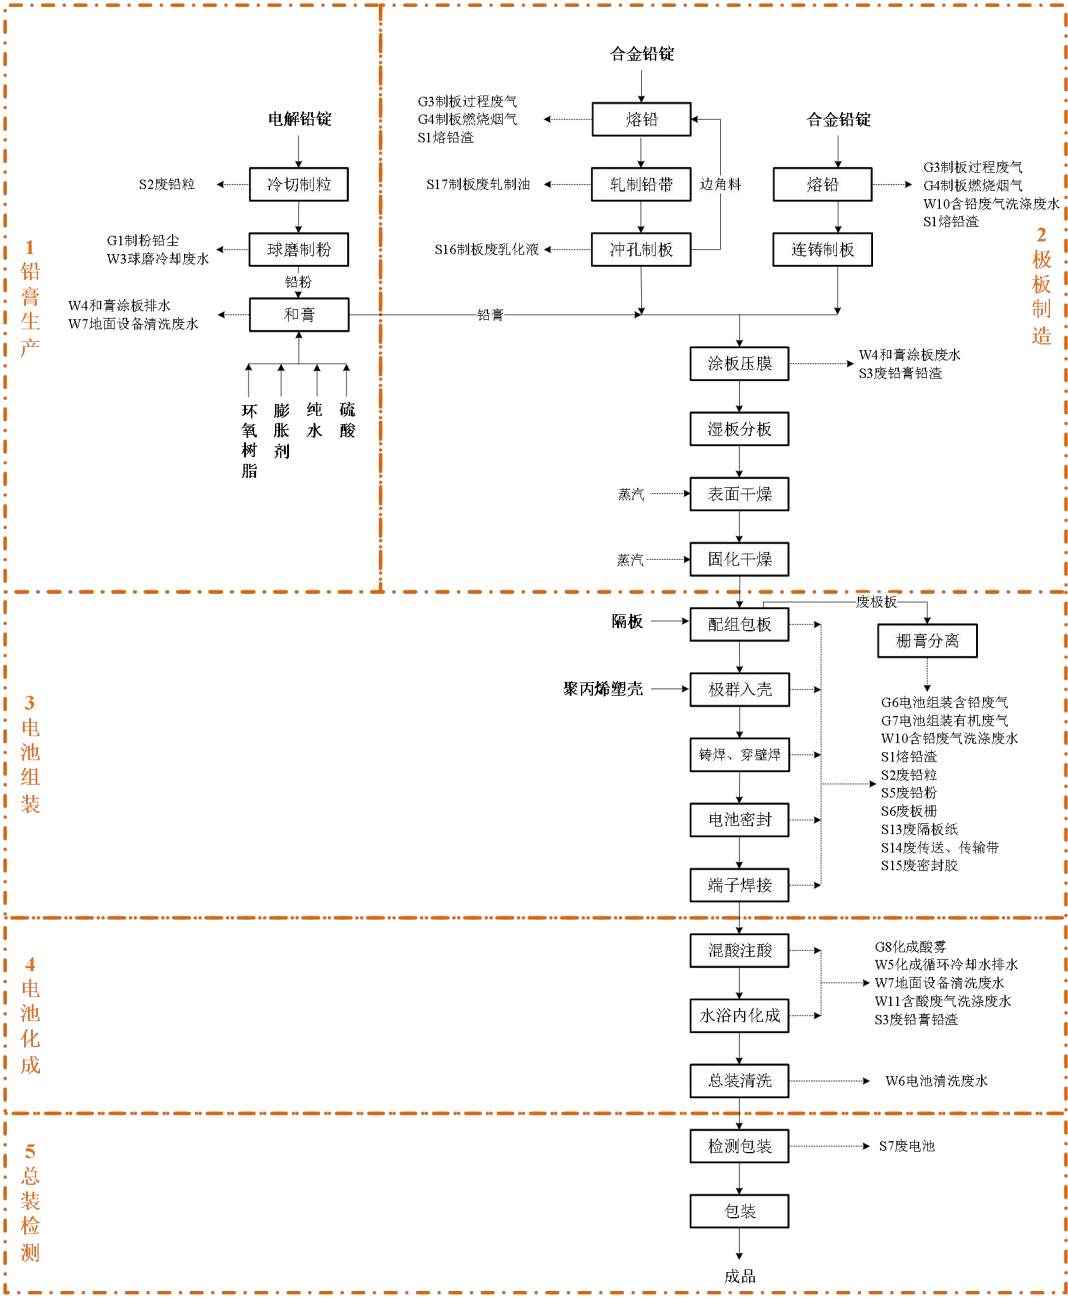 1
铅膏生产
电解铅锭
冷切制粒
S2废铅粒
球磨制粉
G1制粉铅尘
W3球磨冷却废水
铅粉
和膏
W4和膏涂板排水
W7地面设备清洗废水
环氧树脂
膨胀剂
纯水
硫酸
铅膏
2
极板制造
合金铅锭
熔铅
G3制板过程废气
G4制板燃烧烟气
S1熔铅渣
轧制铅带
S17制板废轧制油
边角料
冲孔制板
S16制板废乳化液
合金铅锭
熔铅
G3制板过程废气
G4制板燃烧烟气
W10含铅废气洗涤废水
S1熔铅渣
连铸制板
涂板压膜
W4和膏涂板废水
S3废铅膏铅渣
湿板分板
蒸汽
表面干燥
蒸汽
固化干燥
3
电池组装
隔板
配组包板
废极板
栅膏分离
聚丙烯塑壳
极群入壳
铸焊、穿壁焊
电池密封
端子焊接
G6电池组装含铅废气
G7电池组装有机废气
W10含铅废气洗涤废水
S1熔铅渣
S2废铅粒
S5废铅粉
S6废板栅
S13废隔板纸
S14废传送、传输带
S15废密封胶
4
电池化成
混酸注酸
水浴内化成
G8化成酸雾
W5化成循环冷却水排水
W7地面设备清洗废水
W11含酸废气洗涤废水
S3废铅膏铅渣
总装清洗
W6电池清洗废水
5
总装检测
检测包装
S7废电池
包装
成品